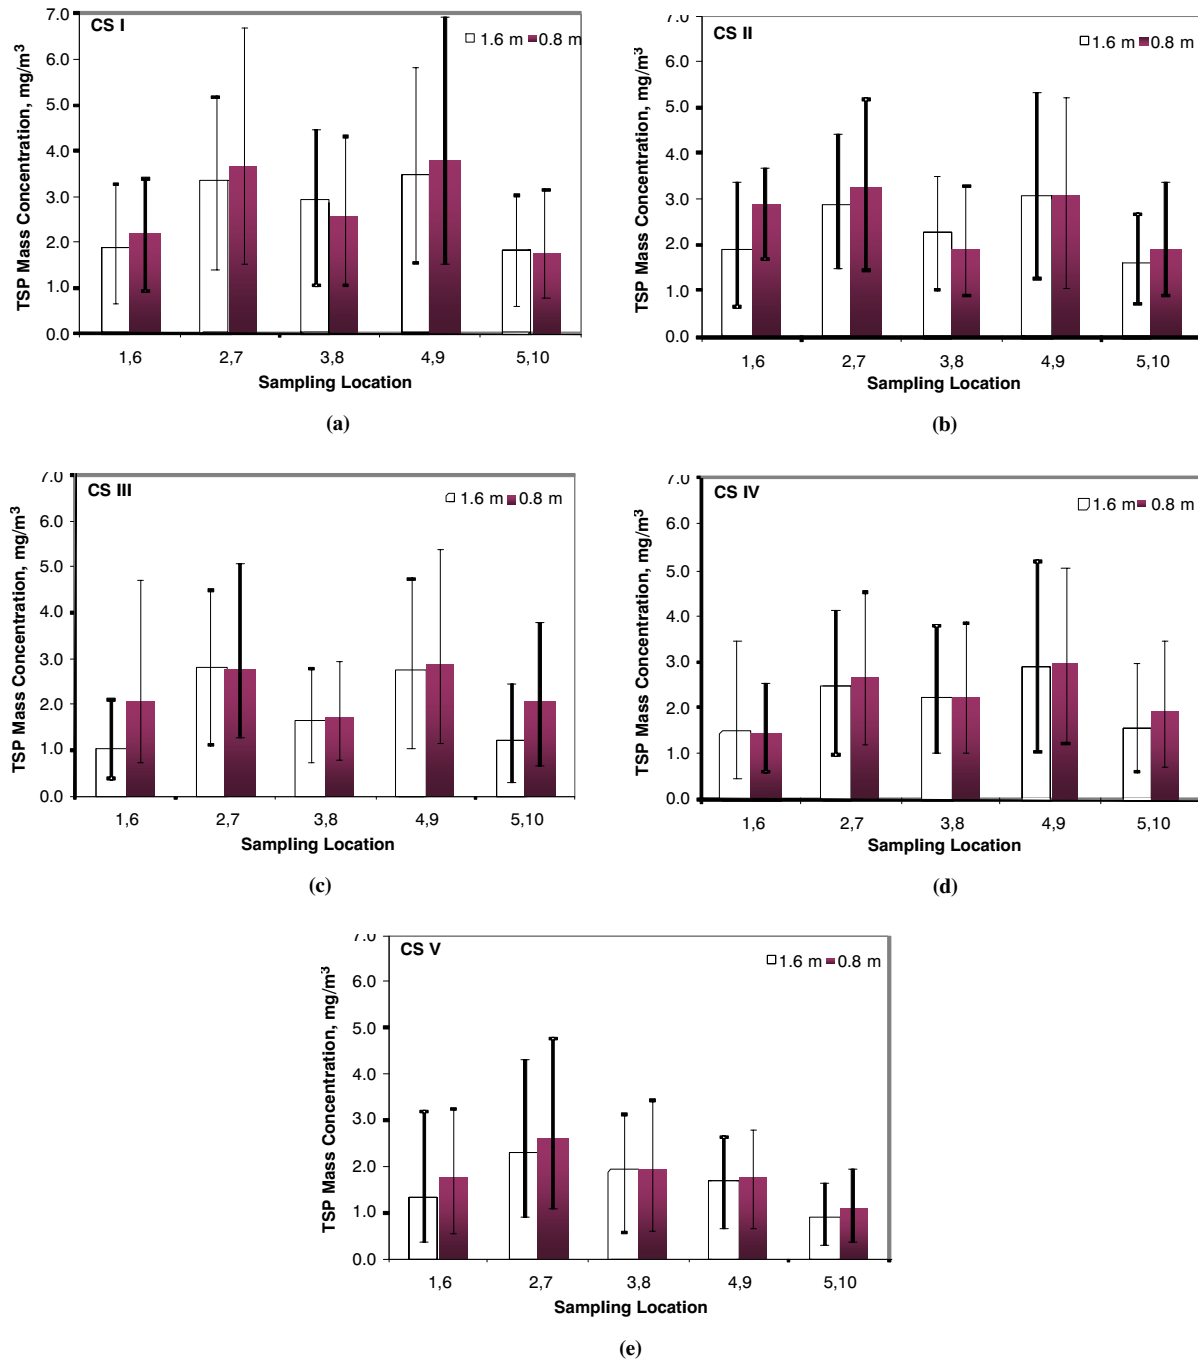 CS I
1.6 m 0.8 m
TSP Mass Concentration, mg/m³
7.0
6.0
5.0
4.0
3.0
2.0
1.0
0.0
1,6 2,7 3,8 4,9 5,10
Sampling Location
(a)
CS II
1.6 m 0.8 m
TSP Mass Concentration, mg/m³
7.0
6.0
5.0
4.0
3.0
2.0
1.0
0.0
1,6 2,7 3,8 4,9 5,10
Sampling Location
(b)
CS III
1.6 m 0.8 m
TSP Mass Concentration, mg/m³
7.0
6.0
5.0
4.0
3.0
2.0
1.0
0.0
1,6 2,7 3,8 4,9 5,10
Sampling Location
(c)
CS IV
1.6 m 0.8 m
TSP Mass Concentration, mg/m³
7.0
6.0
5.0
4.0
3.0
2.0
1.0
0.0
1,6 2,7 3,8 4,9 5,10
Sampling Location
(d)
CS V
1.6 m 0.8 m
TSP Mass Concentration, mg/m³
7.0
6.0
5.0
4.0
3.0
2.0
1.0
0.0
1,6 2,7 3,8 4,9 5,10
Sampling Location
(e)